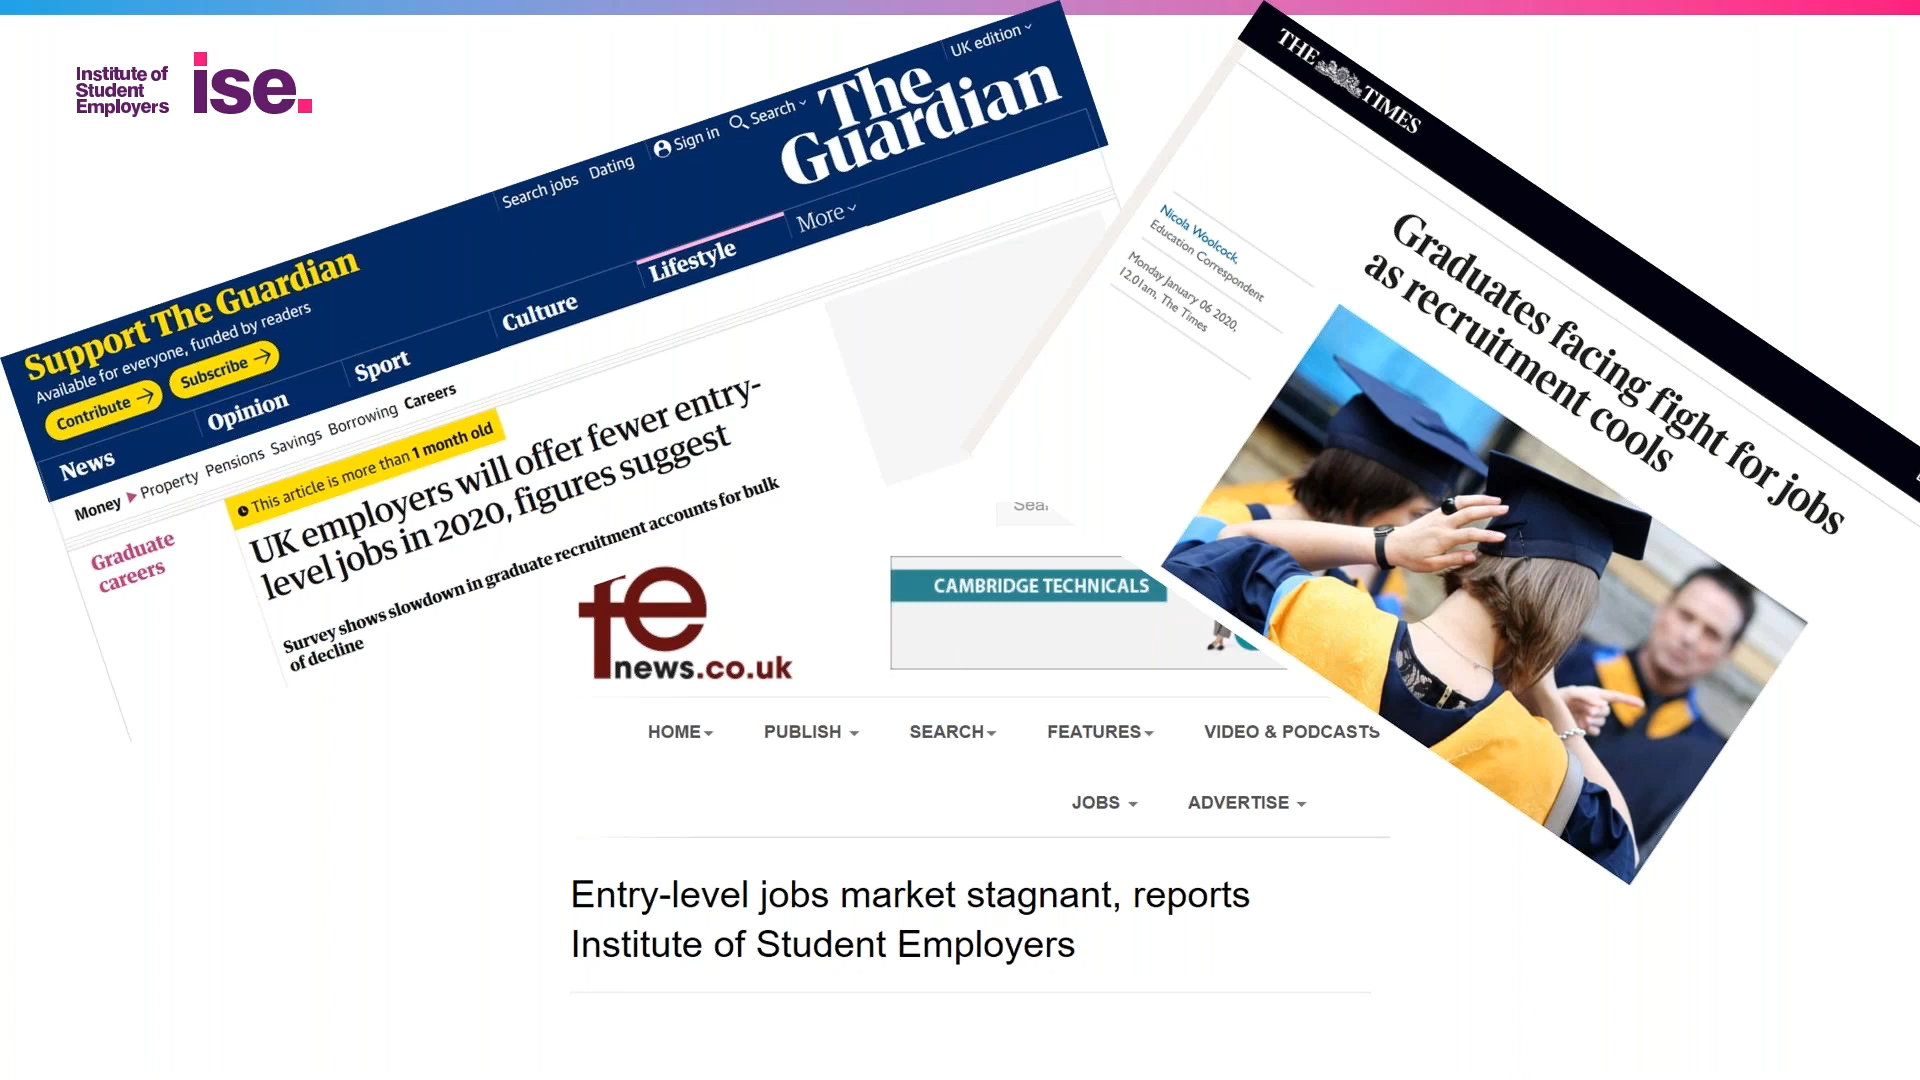 Institute of
Student
Employers
ise.
UK edition
The
Guardian
Search jobs
Dating
Sign in
Search
Support The Guardian
Available for everyone, funded by readers
Contribute →
Subscribe →
News
Opinion
Sport
Culture
Lifestyle
More
Money
Property
Pensions
Savings
Borrowing
Careers
Graduate
careers
This article is more than 1 month old
UK employers will offer fewer entry-
level jobs in 2020, figures suggest
Survey shows slowdown in graduate recruitment accounts for bulk
of decline
THE TIMES
Nicola Woolcock,
Education Correspondent
Monday January 06 2020,
12.01am, The Times
Graduates facing fight for jobs
as recruitment cools
Sear
fe
news.co.uk
CAMBRIDGE TECHNICALS
HOME
PUBLISH
SEARCH
FEATURES
VIDEO & PODCASTS
JOBS
ADVERTISE
Entry-level jobs market stagnant, reports
Institute of Student Employers